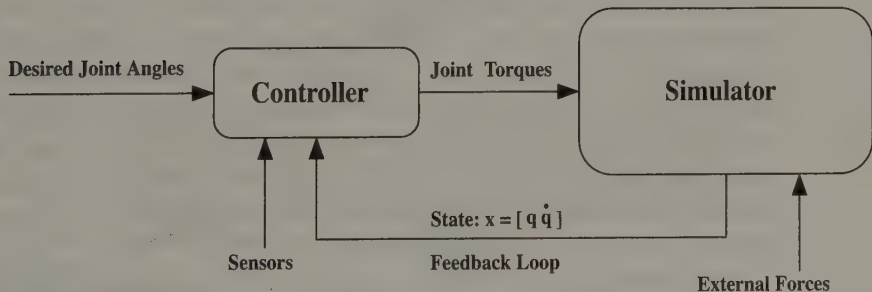 Desired Joint Angles
Controller
Joint Torques
Simulator
State: x = [ q q̇ ]
Sensors
Feedback Loop
External Forces